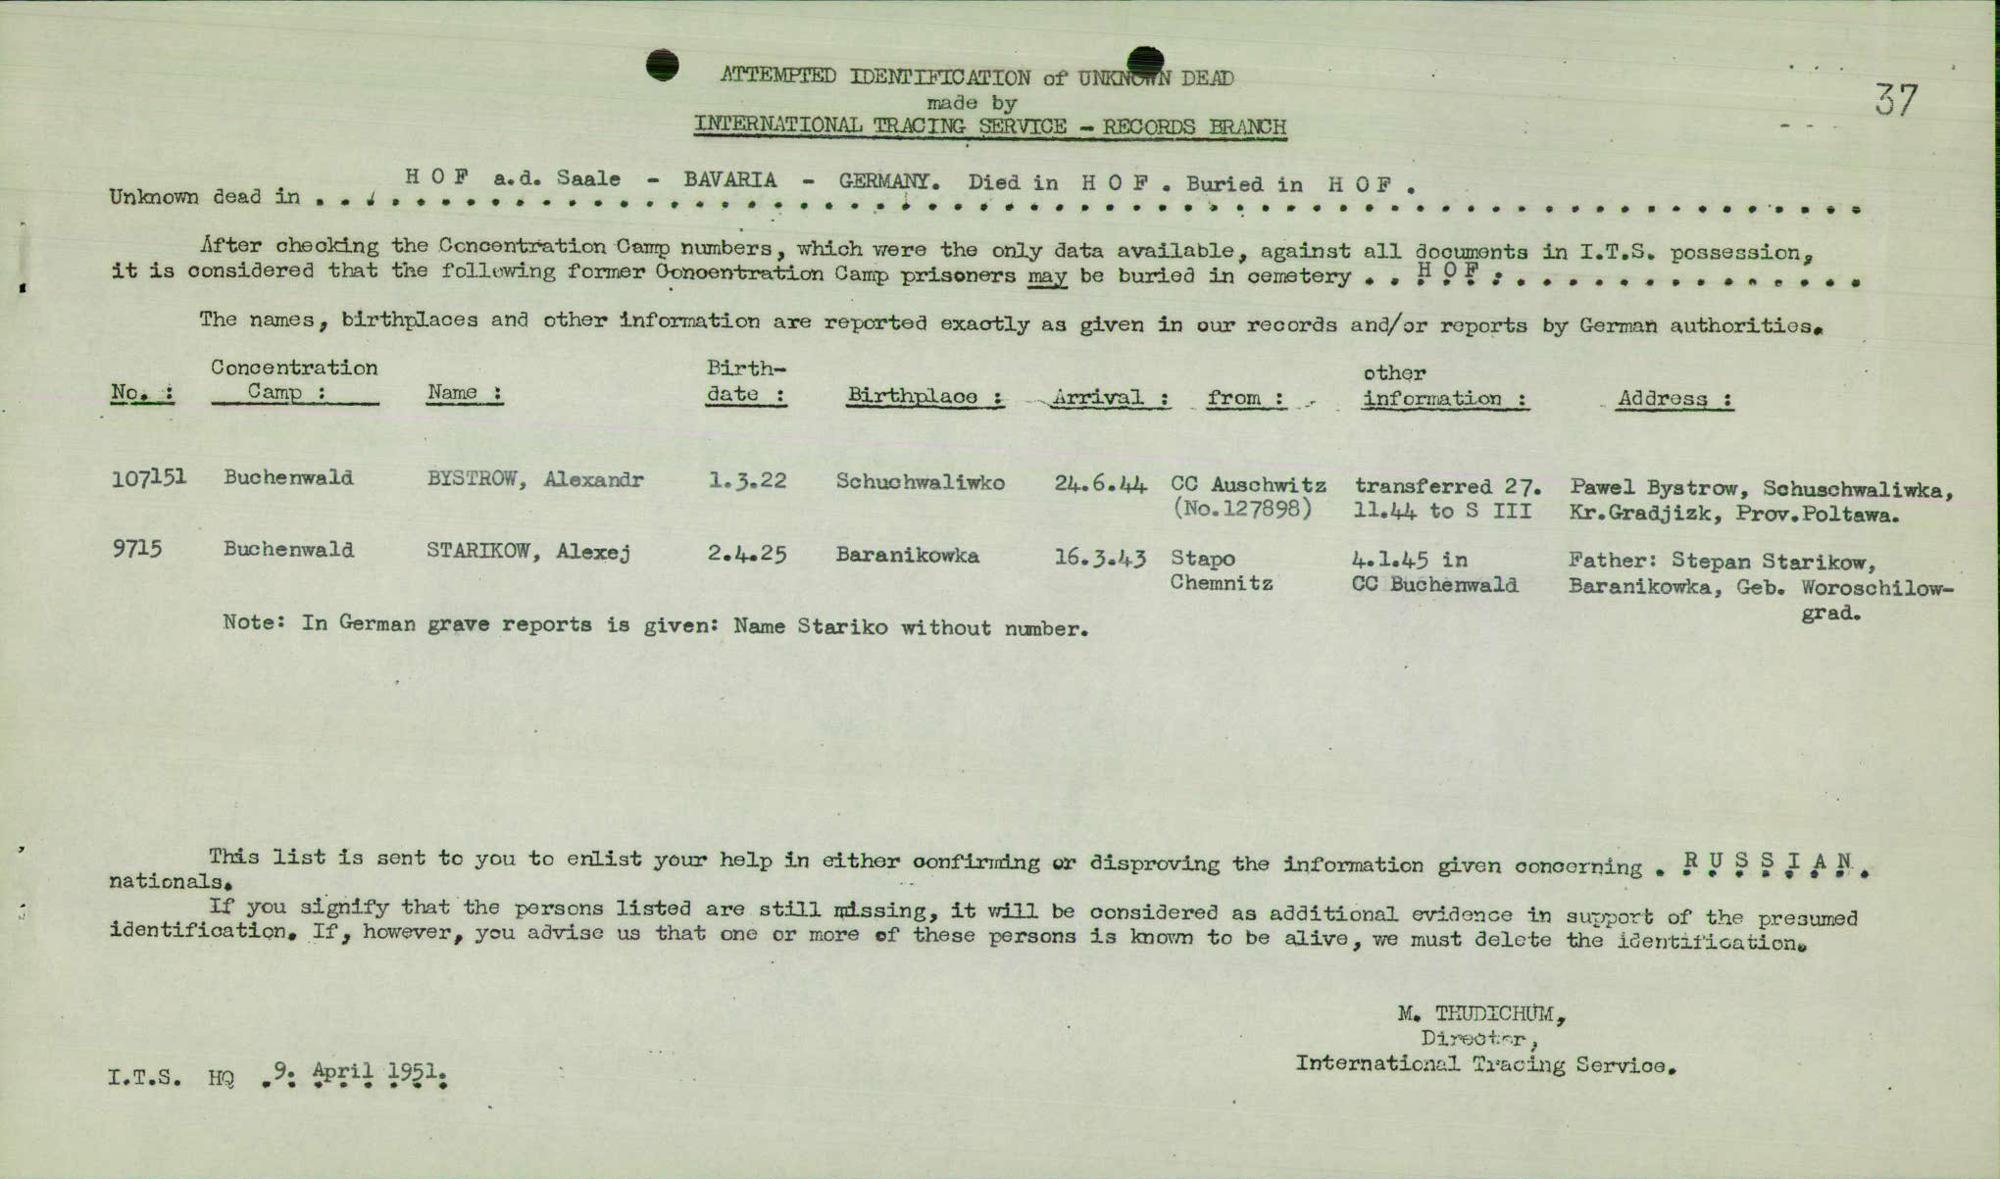 ATTEMPTED IDENTIFICATION of UNKNOWN DEAD
made by
INTERNATIONAL TRACING SERVICE - RECORDS BRANCH
37
Unknown dead in . . . H O F a.d. Saale - BAVARIA - GERMANY. Died in H O F . Buried in H O F .
After checking the Concentration Camp numbers, which were the only data available, against all documents in I.T.S. possession,
it is considered that the following former Concentration Camp prisoners may be buried in cemetery . . H O F . . . . . . . . . . . . . . .
The names, birthplaces and other information are reported exactly as given in our records and/or reports by German authorities.
No. : Concentration Camp : Name : Birth-date : Birthplace : Arrival : from : other information : Address :
107151 Buchenwald BYSTROW, Alexandr 1.3.22 Schuchwaliwko 24.6.44 CC Auschwitz transferred 27. Pawel Bystrow, Schuschwaliwka,
(No.127898) 11.44 to S III Kr.Gradjizk, Prov.Poltawa.
9715 Buchenwald STARIKOW, Alexej 2.4.25 Baranikowka 16.3.43 Stapo 4.1.45 in Father: Stepan Starikow,
Chemnitz CC Buchenwald Baranikowka, Geb. Woroschilow-
grad.
Note: In German grave reports is given: Name Stariko without number.
This list is sent to you to enlist your help in either confirming or disproving the information given concerning . R U S S I A N .
nationals.
If you signify that the persons listed are still missing, it will be considered as additional evidence in support of the presumed
identification. If, however, you advise us that one or more of these persons is known to be alive, we must delete the identification.
M. THUDICHUM,
Director,
International Tracing Service.
I.T.S. HQ .9. April 1951.